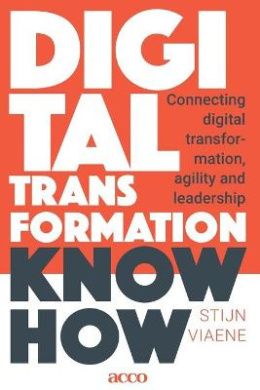 DIGI
TAL
TRANS
FORMATION
KNOW
HOW
Connecting
digital
transfor-
mation,
agility and
leadership
STIJN
VIAENE
acco